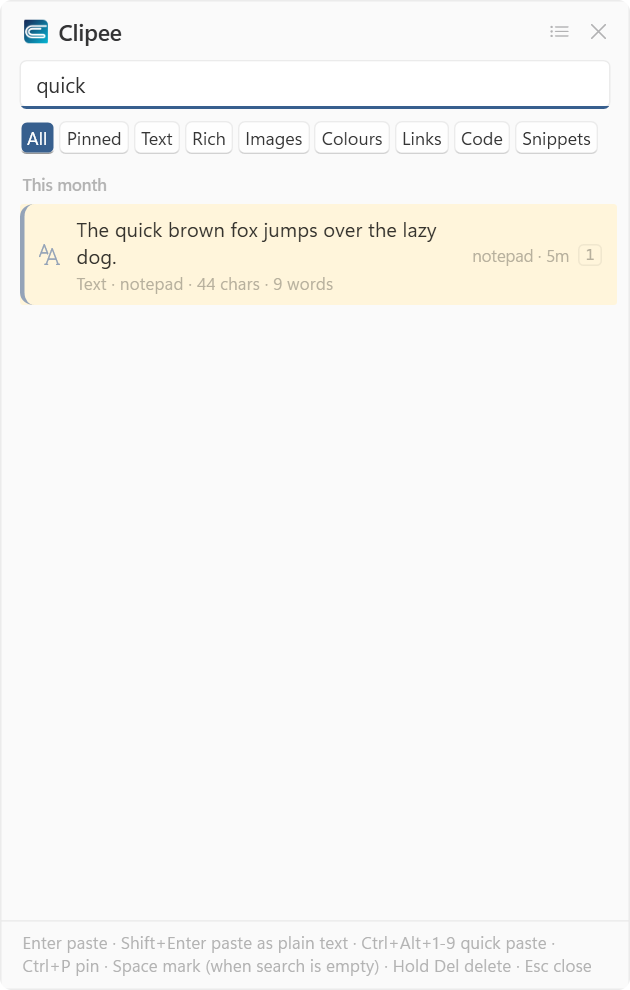 Clipee
quick
All Pinned Text Rich Images Colours Links Code Snippets
This month
The quick brown fox jumps over the lazy
dog.
notepad · 5m 1
Text · notepad · 44 chars · 9 words
Enter paste · Shift+Enter paste as plain text · Ctrl+Alt+1-9 quick paste ·
Ctrl+P pin · Space mark (when search is empty) · Hold Del delete · Esc close